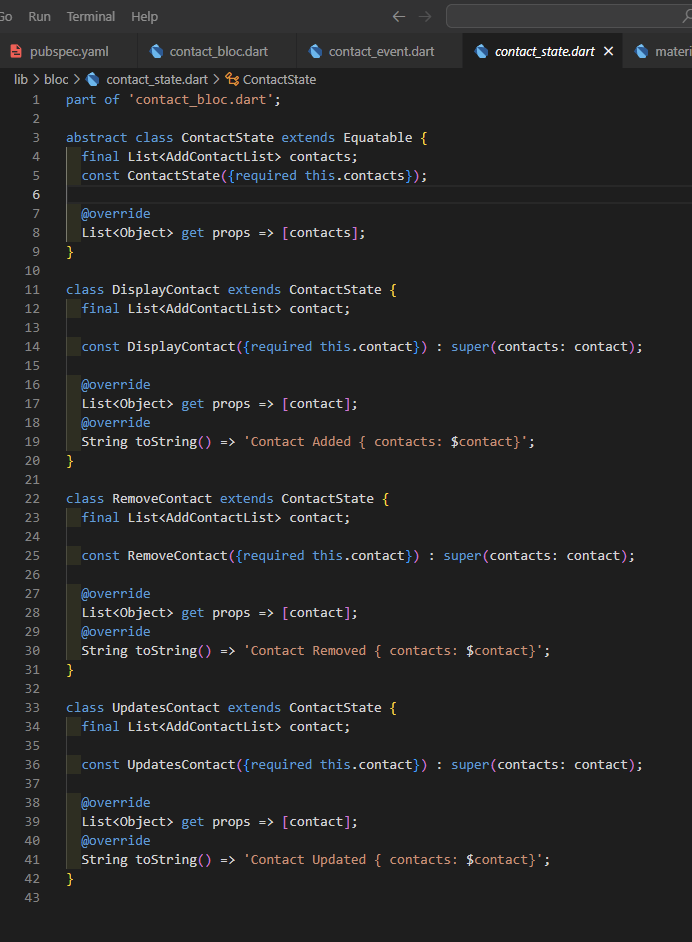 Go Run Terminal Help
pubspec.yaml contact_bloc.dart contact_event.dart contact_state.dart materi
lib > bloc > contact_state.dart > ContactState
1 part of 'contact_bloc.dart';
2
3 abstract class ContactState extends Equatable {
4 final List<AddContactList> contacts;
5 const ContactState({required this.contacts});
6
7 @override
8 List<Object> get props => [contacts];
9 }
10
11 class DisplayContact extends ContactState {
12 final List<AddContactList> contact;
13
14 const DisplayContact({required this.contact}) : super(contacts: contact);
15
16 @override
17 List<Object> get props => [contact];
18 @override
19 String toString() => 'Contact Added { contacts: $contact}';
20 }
21
22 class RemoveContact extends ContactState {
23 final List<AddContactList> contact;
24
25 const RemoveContact({required this.contact}) : super(contacts: contact);
26
27 @override
28 List<Object> get props => [contact];
29 @override
30 String toString() => 'Contact Removed { contacts: $contact}';
31 }
32
33 class UpdatesContact extends ContactState {
34 final List<AddContactList> contact;
35
36 const UpdatesContact({required this.contact}) : super(contacts: contact);
37
38 @override
39 List<Object> get props => [contact];
40 @override
41 String toString() => 'Contact Updated { contacts: $contact}';
42 }
43